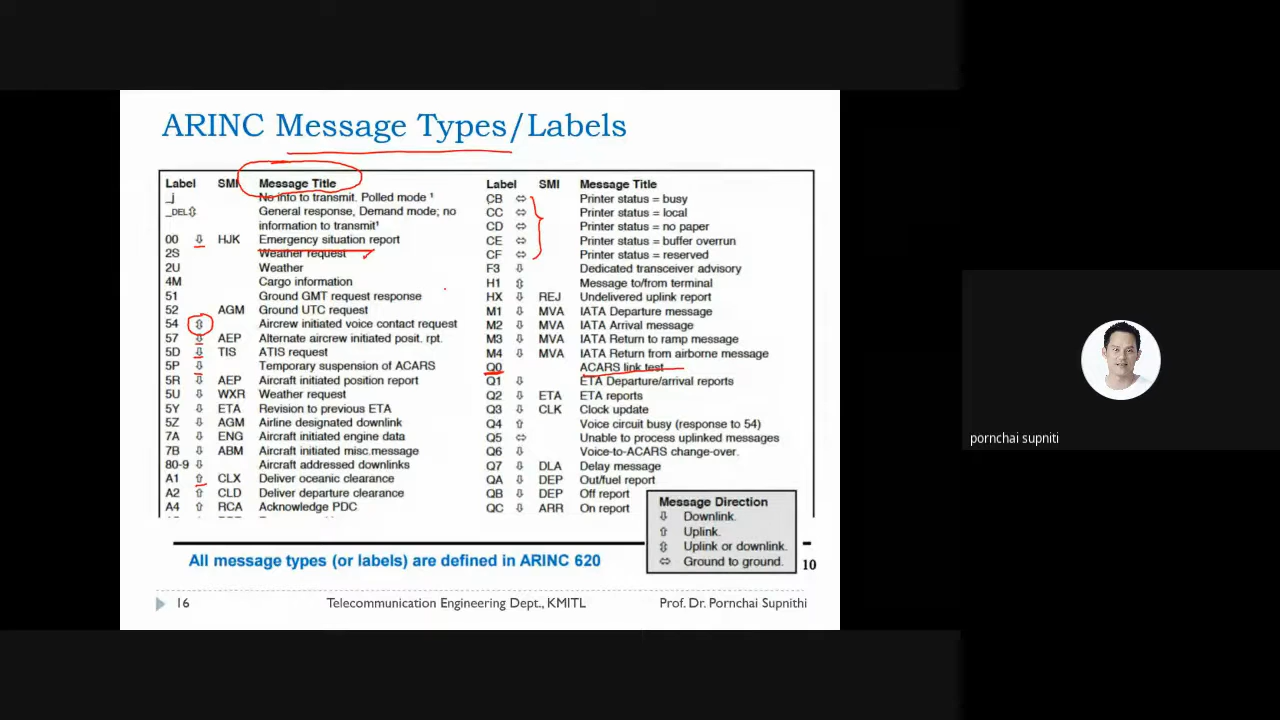 ARINC Message Types/Labels
Label SMI Message Title
_j No info to transmit. Polled mode ¹
_DEL⇳ General response, Demand mode; no
information to transmit¹
00 ⇩ HJK Emergency situation report
2S Weather request
2U Weather
4M Cargo information
51 Ground GMT request response
52 AGM Ground UTC request
54 ⇳ Aircrew initiated voice contact request
57 ⇩ AEP Alternate aircrew initiated posit. rpt.
5D ⇩ TIS ATIS request
5P ⇩ Temporary suspension of ACARS
5R ⇩ AEP Aircraft initiated position report
5U ⇩ WXR Weather request
5Y ⇩ ETA Revision to previous ETA
5Z ⇩ AGM Airline designated downlink
7A ⇩ ENG Aircraft initiated engine data
7B ⇩ ABM Aircraft initiated misc.message
80-9 ⇩ Aircraft addressed downlinks
A1 ⇧ CLX Deliver oceanic clearance
A2 ⇧ CLD Deliver departure clearance
A4 ⇧ RCA Acknowledge PDC
Label SMI Message Title
CB ⬄ Printer status = busy
CC ⬄ Printer status = local
CD ⬄ Printer status = no paper
CE ⬄ Printer status = buffer overrun
CF ⬄ Printer status = reserved
F3 ⇩ Dedicated transceiver advisory
H1 ⇳ Message to/from terminal
HX ⇩ REJ Undelivered uplink report
M1 ⇩ MVA IATA Departure message
M2 ⇩ MVA IATA Arrival message
M3 ⇩ MVA IATA Return to ramp message
M4 ⇩ MVA IATA Return from airborne message
Q0 ACARS link test
Q1 ⇩ ETA Departure/arrival reports
Q2 ⇩ ETA ETA reports
Q3 ⇩ CLK Clock update
Q4 ⇧ Voice circuit busy (response to 54)
Q5 ⬄ Unable to process uplinked messages
Q6 ⇩ Voice-to-ACARS change-over.
Q7 ⇩ DLA Delay message
QA ⇩ DEP Out/fuel report
QB ⇩ DEP Off report
QC ⇩ ARR On report
Message Direction
⇩ Downlink.
⇧ Uplink.
⇳ Uplink or downlink.
⬄ Ground to ground.
All message types (or labels) are defined in ARINC 620
10
16 Telecommunication Engineering Dept., KMITL Prof. Dr. Pornchai Supnithi
pornchai supniti